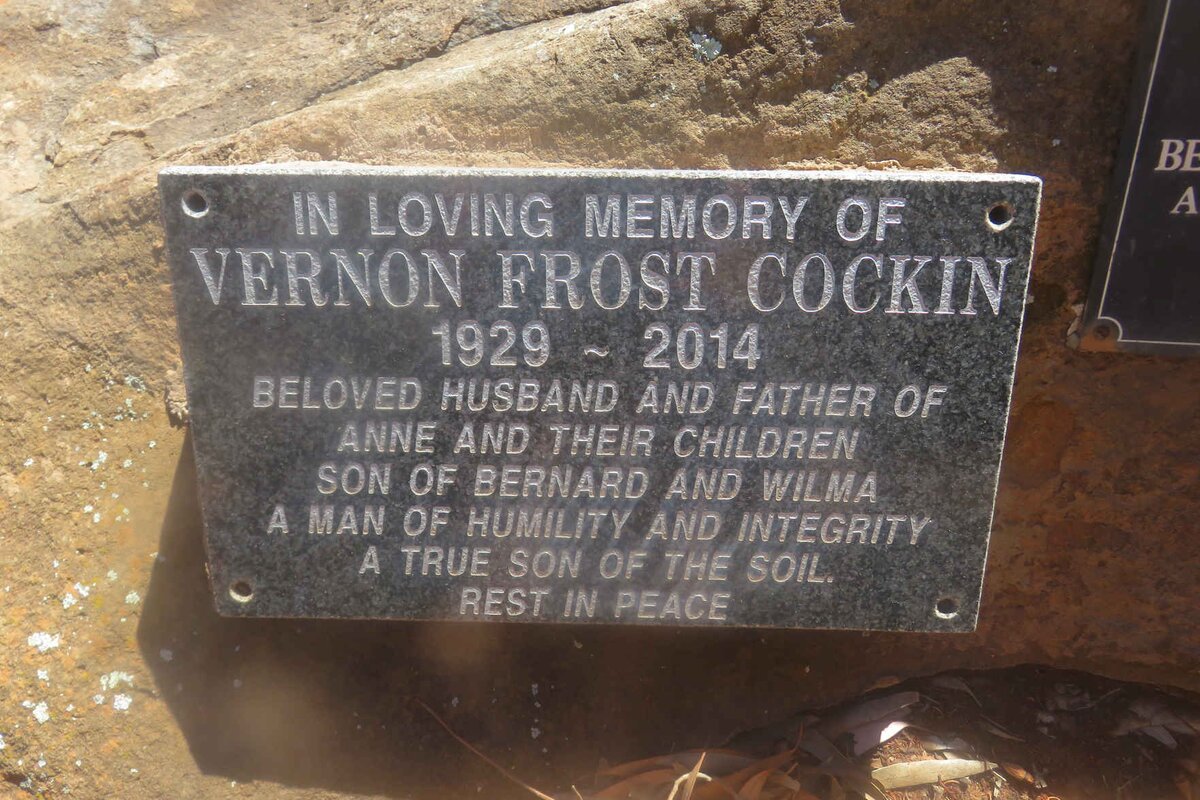 IN LOVING MEMORY OF
VERNON FROST COCKIN
1929 ~ 2014
BELOVED HUSBAND AND FATHER OF
ANNE AND THEIR CHILDREN
SON OF BERNARD AND WILMA
A MAN OF HUMILITY AND INTEGRITY
A TRUE SON OF THE SOIL.
REST IN PEACE